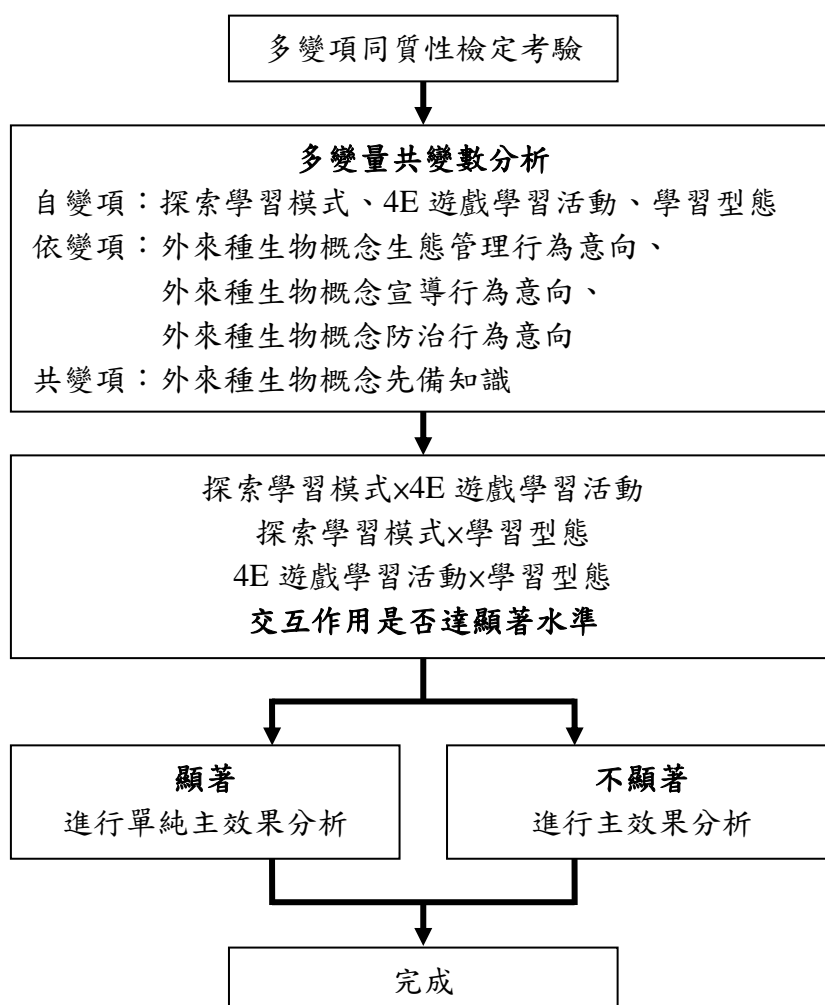 多變項同質性檢定考驗
多變量共變數分析
自變項：探索學習模式、4E 遊戲學習活動、學習型態
依變項：外來種生物概念生態管理行為意向、
外來種生物概念宣導行為意向、
外來種生物概念防治行為意向
共變項：外來種生物概念先備知識
探索學習模式×4E 遊戲學習活動
探索學習模式×學習型態
4E 遊戲學習活動×學習型態
交互作用是否達顯著水準
顯著
進行單純主效果分析
不顯著
進行主效果分析
完成